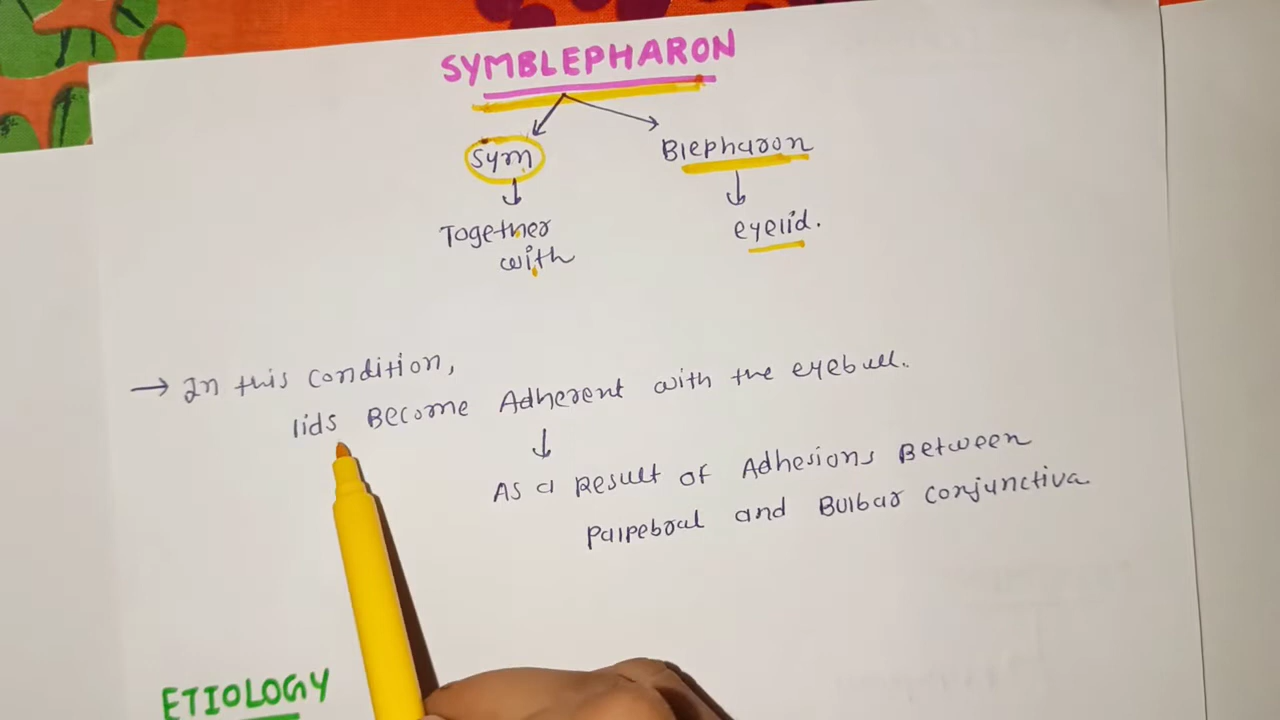 SYMBLEPHARON
Sym Blepharon
Together eyelid.
with
→ In this condition,
lids Become Adherent with the eyeball.
As a Result of Adhesions Between
Palpebral and Bulbar conjunctiva
ETIOLOGY